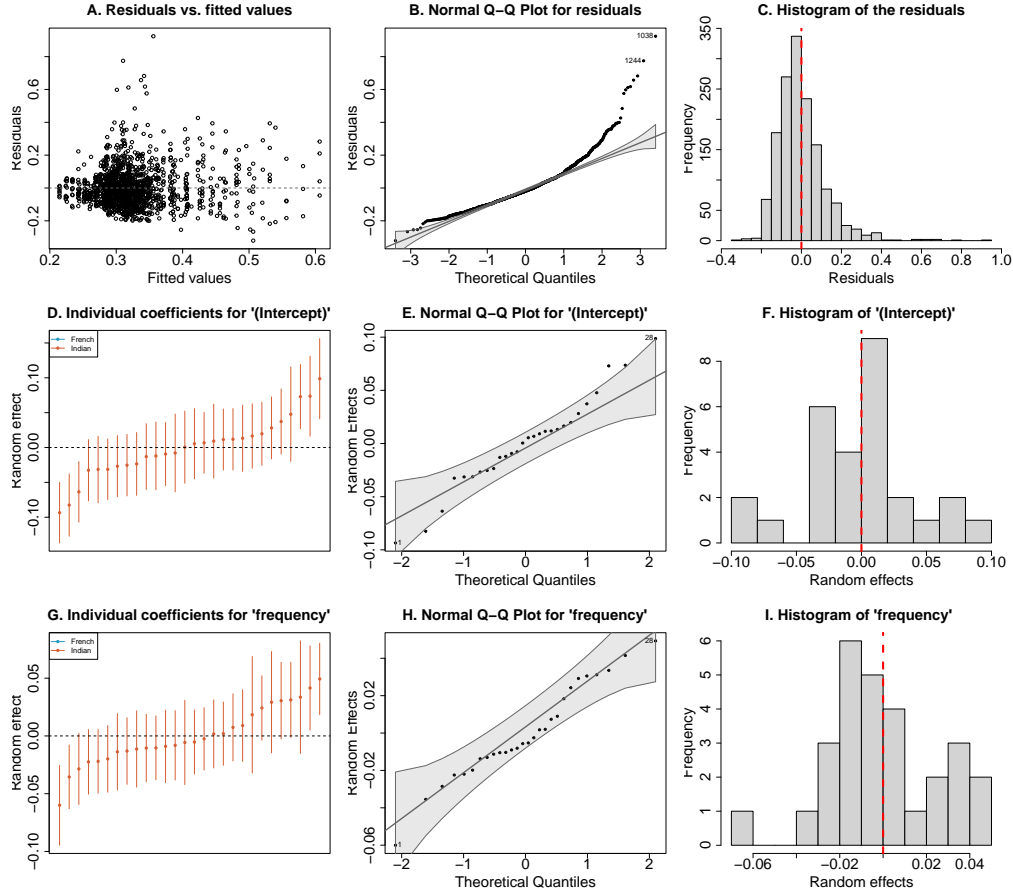 A. Residuals vs. fitted values
Residuals
−0.2 0.2 0.6
0.2 0.3 0.4 0.5 0.6
Fitted values
B. Normal Q−Q Plot for residuals
Residuals
−0.2 0.2 0.6
1038
1244
−3 −2 −1 0 1 2 3
Theoretical Quantiles
C. Histogram of the residuals
Frequency
0 50 150 250 350
−0.4 0.0 0.2 0.4 0.6 0.8 1.0
Residuals
D. Individual coefficients for '(Intercept)'
French
Indian
Random effect
−0.10 0.00 0.10
E. Normal Q−Q Plot for '(Intercept)'
Random Effects
−0.10 −0.05 0.00 0.05 0.10
28
1
−2 −1 0 1 2
Theoretical Quantiles
F. Histogram of '(Intercept)'
Frequency
0 2 4 6 8
−0.10 −0.05 0.00 0.05 0.10
Random effects
G. Individual coefficients for 'frequency'
French
Indian
Random effect
−0.10 −0.05 0.00 0.05
H. Normal Q−Q Plot for 'frequency'
Random Effects
−0.06 −0.02 0.02
28
1
−2 −1 0 1 2
Theoretical Quantiles
I. Histogram of 'frequency'
Frequency
0 1 2 3 4 5 6
−0.06 −0.02 0.02 0.04
Random effects